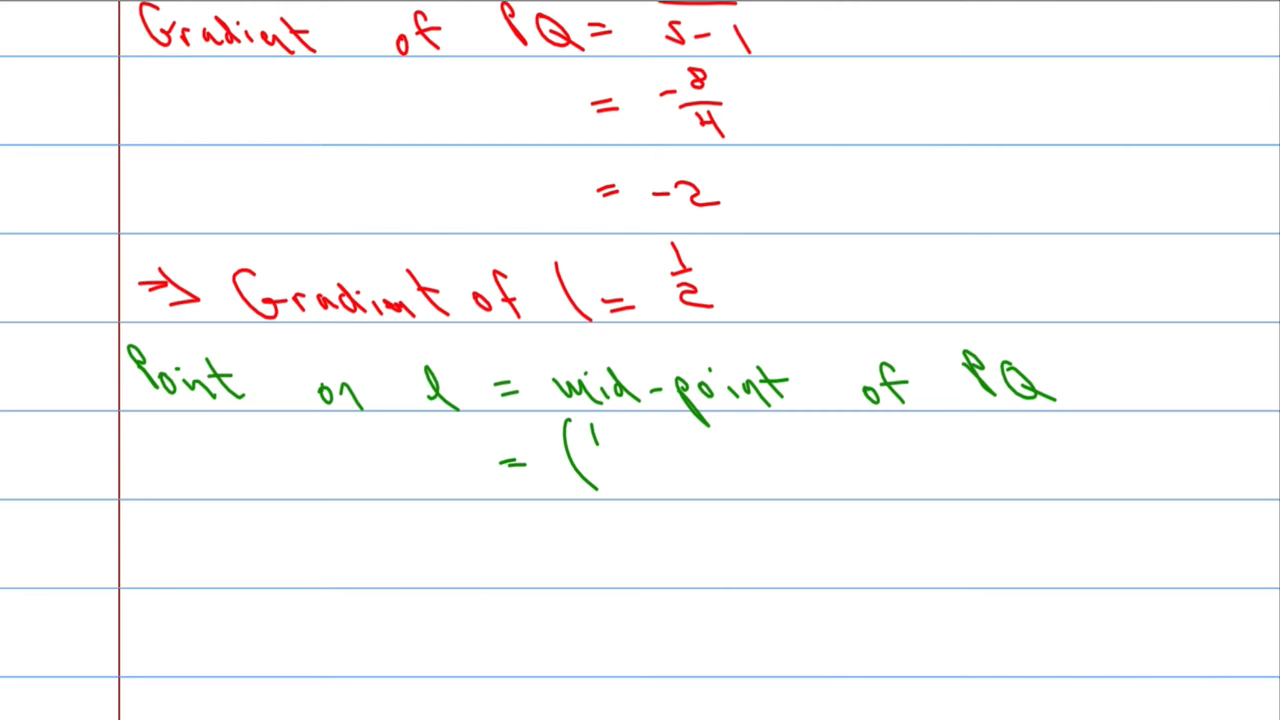 Gradient of PQ = ‾5-1
= -8/4
= -2
⇒ Gradient of l = 1/2
Point on l = mid-point of PQ
= (1